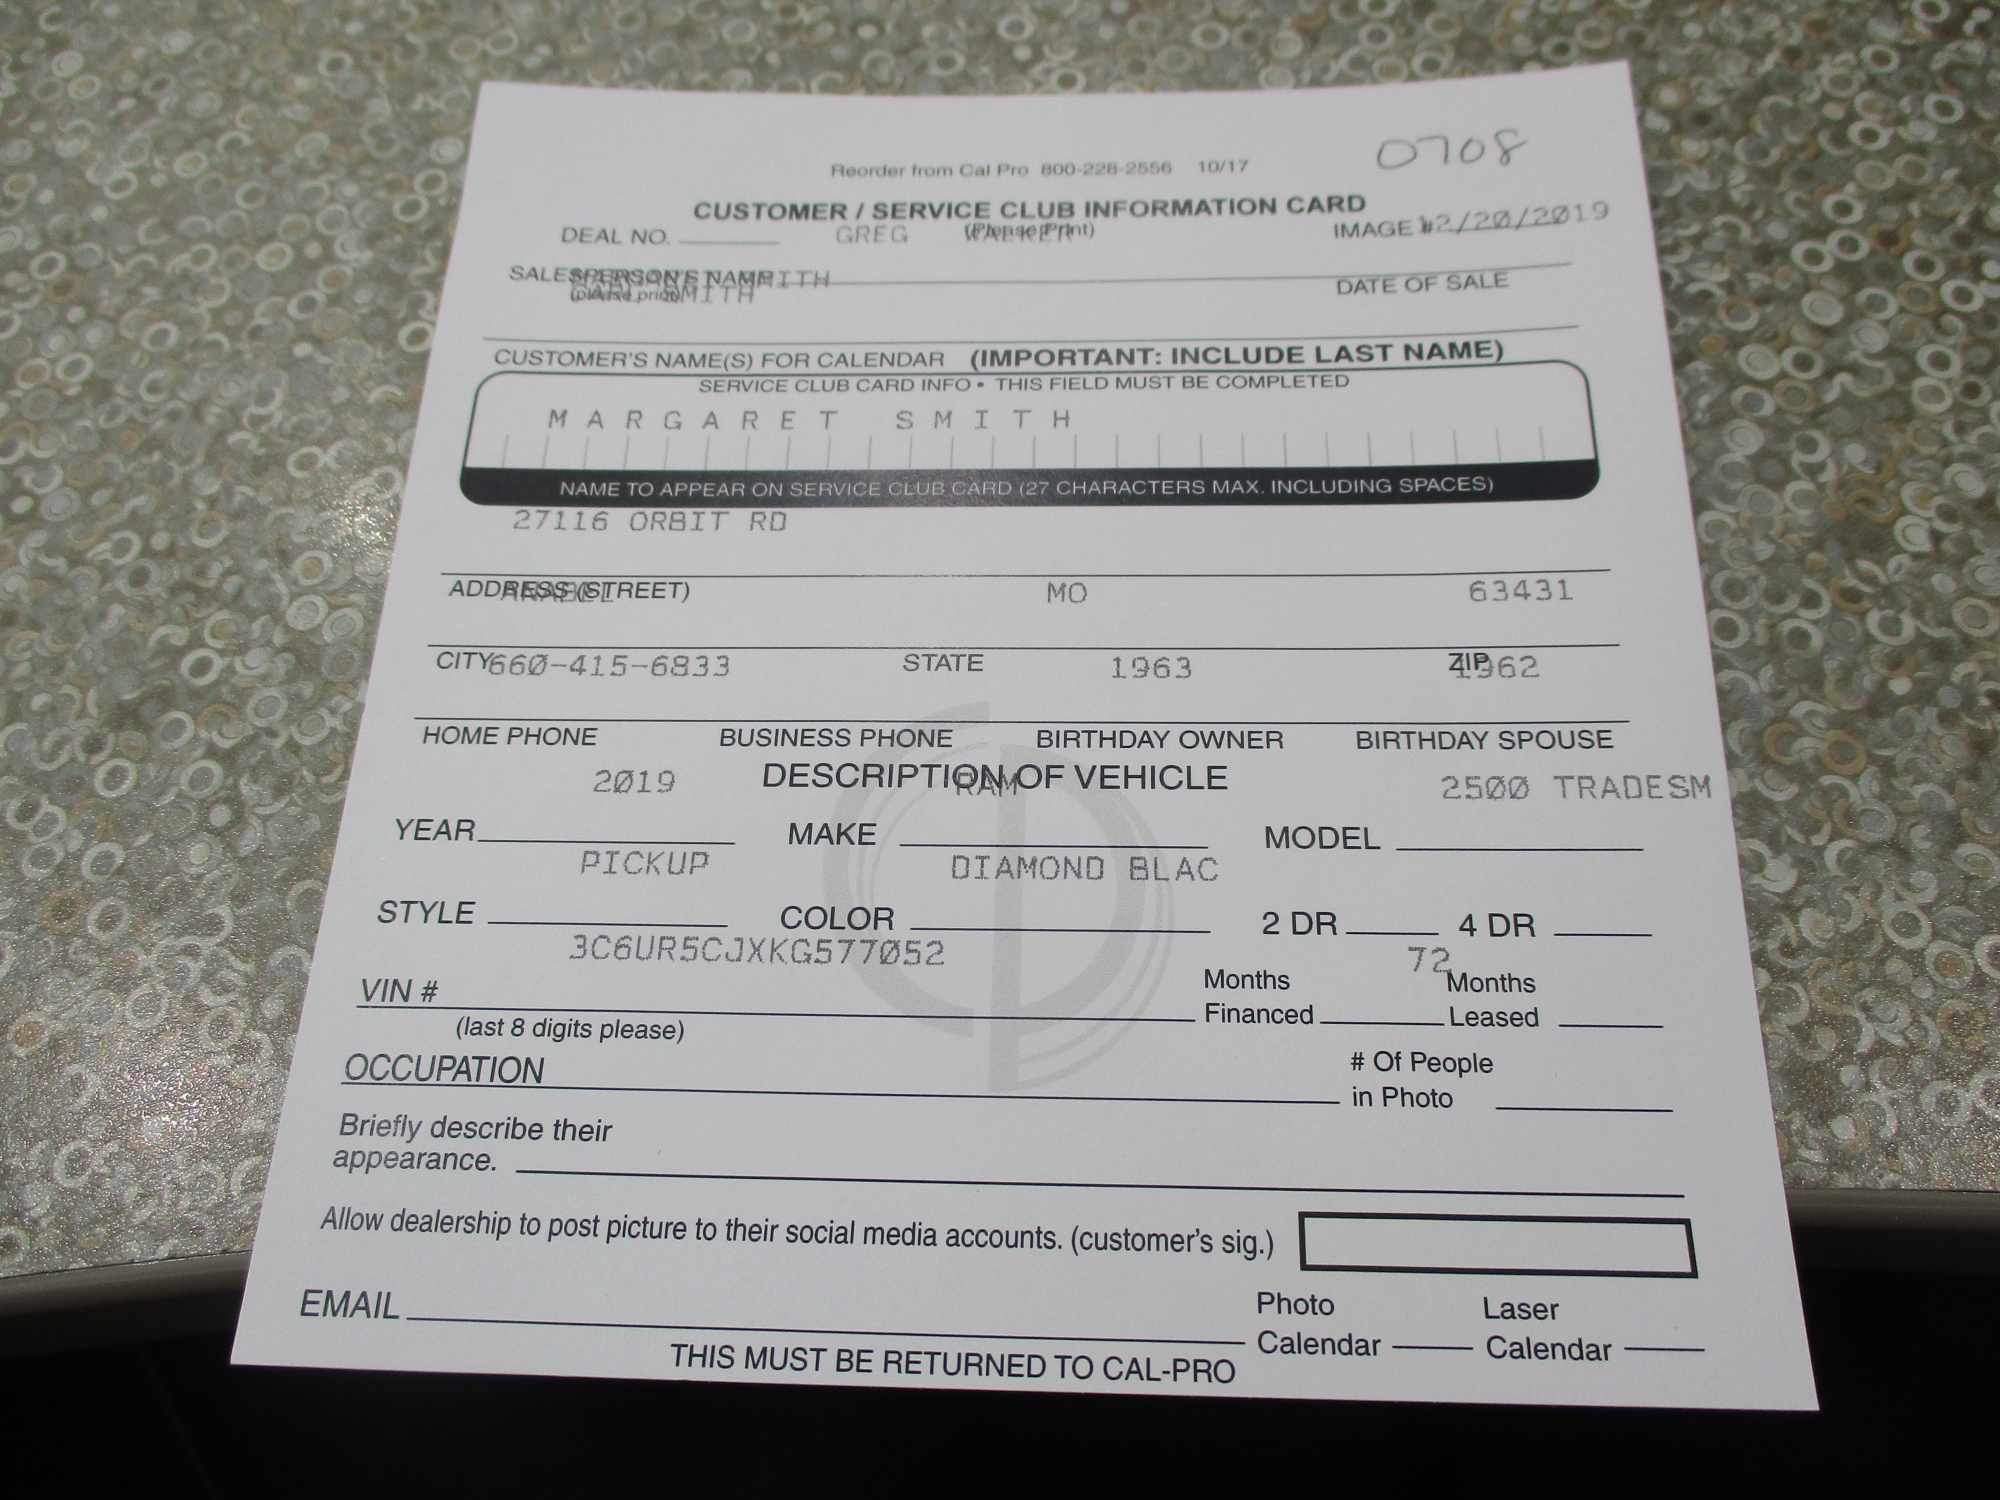 0708
Reorder from Cal Pro 800-228-2556 10/17
CUSTOMER / SERVICE CLUB INFORMATION CARD
DEAL NO. GREG WALKER (Please Print) IMAGE # 12/20/2019
SALESPERSON'S NAME MARGARET SMITH DATE OF SALE
(please print) SMITH
CUSTOMER'S NAME(S) FOR CALENDAR (IMPORTANT: INCLUDE LAST NAME)
SERVICE CLUB CARD INFO • THIS FIELD MUST BE COMPLETED
MARGARET SMITH
NAME TO APPEAR ON SERVICE CLUB CARD (27 CHARACTERS MAX. INCLUDING SPACES)
27116 ORBIT RD
ADDRESS (STREET) ANABEL MO 63431
CITY 660-415-6833 STATE 1963 ZIP 1962
HOME PHONE BUSINESS PHONE BIRTHDAY OWNER BIRTHDAY SPOUSE
2019 DESCRIPTION OF VEHICLE RAM 2500 TRADESM
YEAR MAKE MODEL
PICKUP DIAMOND BLAC
STYLE COLOR 2 DR 4 DR
3C6UR5CJXKG577052 72
VIN # Months Financed Months Leased
(last 8 digits please)
OCCUPATION # Of People in Photo
Briefly describe their
appearance.
Allow dealership to post picture to their social media accounts. (customer's sig.)
EMAIL Photo Calendar Laser Calendar
THIS MUST BE RETURNED TO CAL-PRO